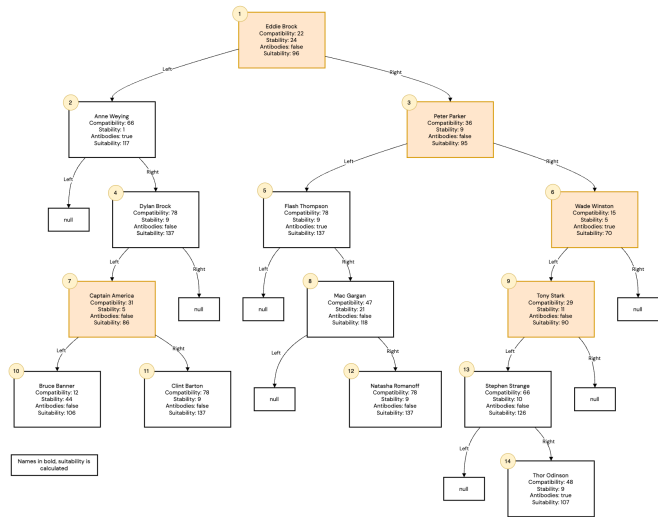 1
Eddie Brock
Compatibility: 22
Stability: 24
Antibodies: false
Suitability: 96
Left
Right
2
Anne Weying
Compatibility: 66
Stability: 1
Antibodies: true
Suitability: 117
3
Peter Parker
Compatibility: 36
Stability: 9
Antibodies: false
Suitability: 95
Left
Right
Left
Right
null
4
Dylan Brock
Compatibility: 78
Stability: 9
Antibodies: false
Suitability: 137
5
Flash Thompson
Compatibility: 78
Stability: 9
Antibodies: true
Suitability: 137
6
Wade Winston
Compatibility: 15
Stability: 5
Antibodies: true
Suitability: 70
Left
Right
Left
Right
Left
Right
7
Captain America
Compatibility: 31
Stability: 5
Antibodies: false
Suitability: 86
null
null
8
Mac Gargan
Compatibility: 47
Stability: 21
Antibodies: false
Suitability: 118
9
Tony Stark
Compatibility: 29
Stability: 11
Antibodies: false
Suitability: 90
null
Left
Right
Left
Right
Left
Right
10
Bruce Banner
Compatibility: 12
Stability: 44
Antibodies: false
Suitability: 106
11
Clint Barton
Compatibility: 78
Stability: 9
Antibodies: false
Suitability: 137
null
12
Natasha Romanoff
Compatibility: 78
Stability: 9
Antibodies: false
Suitability: 137
13
Stephen Strange
Compatibility: 66
Stability: 10
Antibodies: false
Suitability: 126
null
Left
Right
Names in bold, suitability is
calculated
null
14
Thor Odinson
Compatibility: 48
Stability: 9
Antibodies: true
Suitability: 107